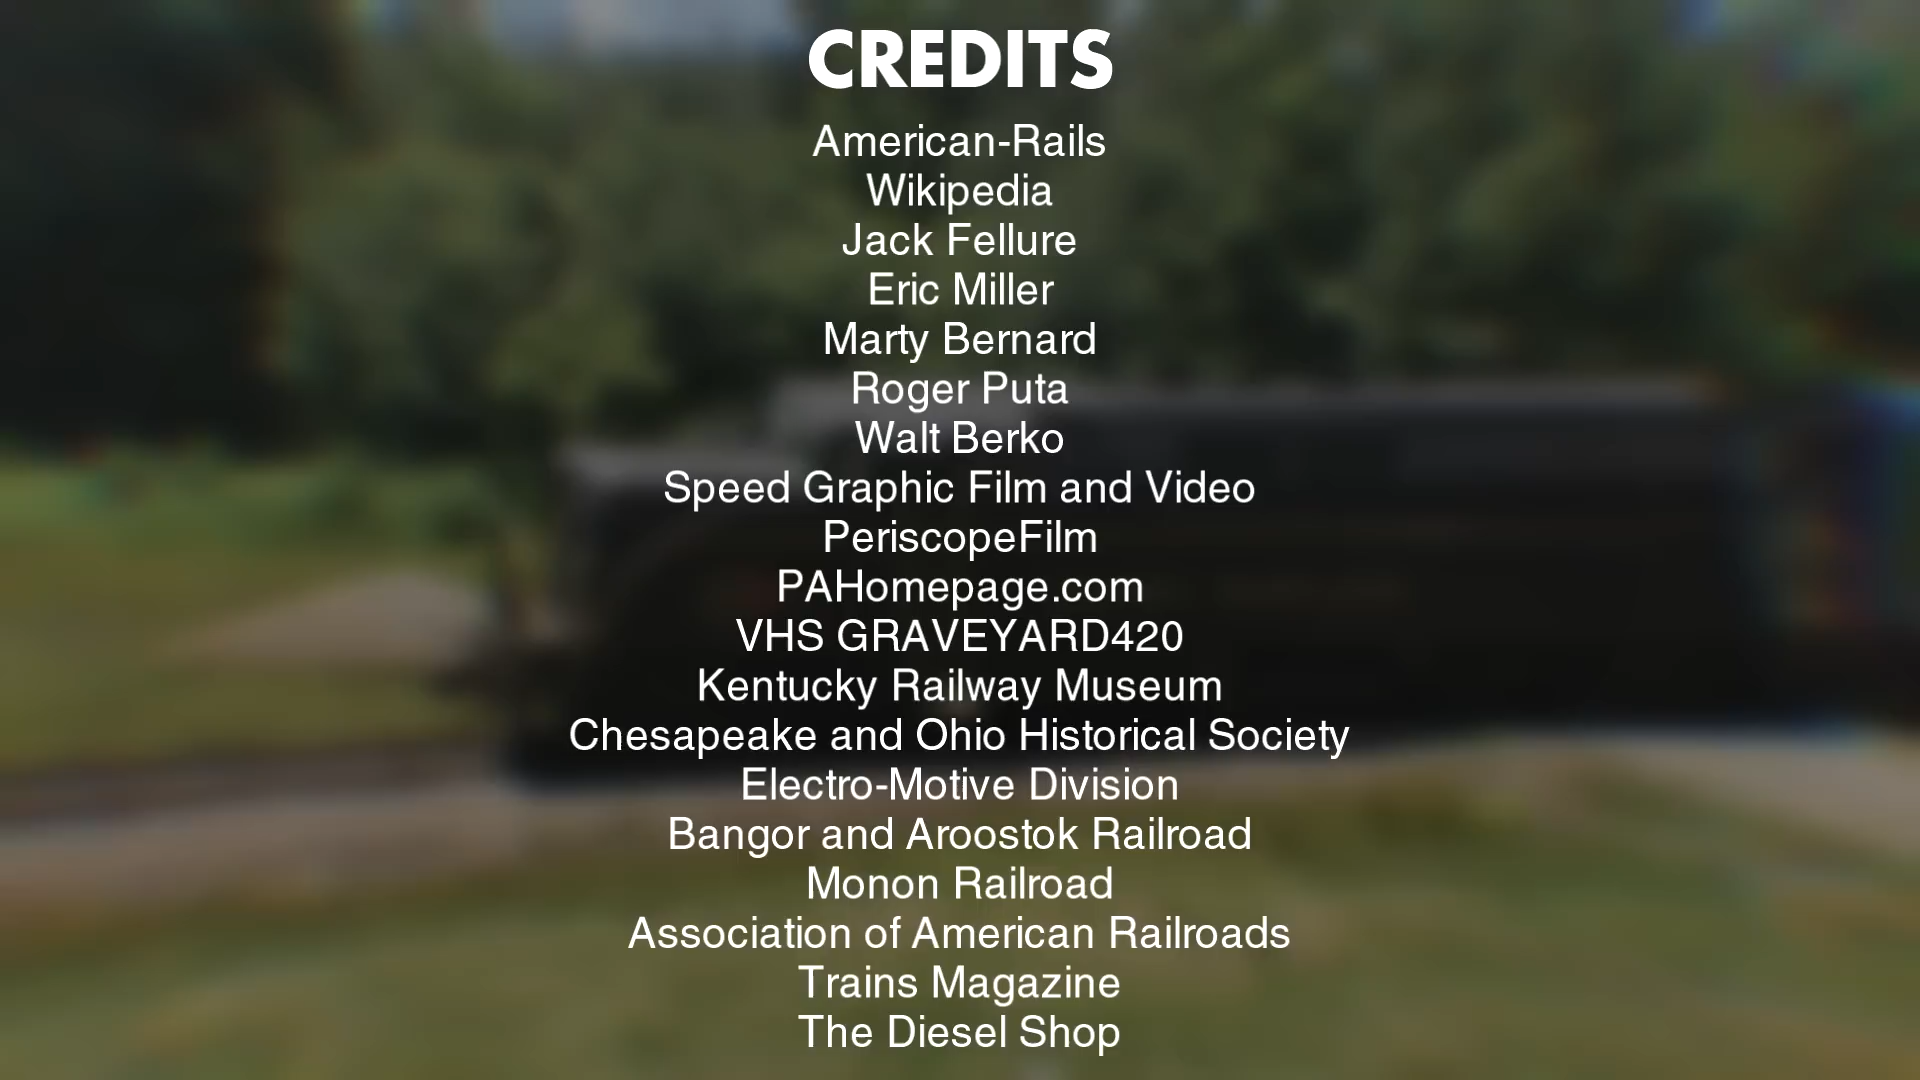 CREDITS
American-Rails
Wikipedia
Jack Fellure
Eric Miller
Marty Bernard
Roger Puta
Walt Berko
Speed Graphic Film and Video
PeriscopeFilm
PAHomepage.com
VHS GRAVEYARD420
Kentucky Railway Museum
Chesapeake and Ohio Historical Society
Electro-Motive Division
Bangor and Aroostok Railroad
Monon Railroad
Association of American Railroads
Trains Magazine
The Diesel Shop